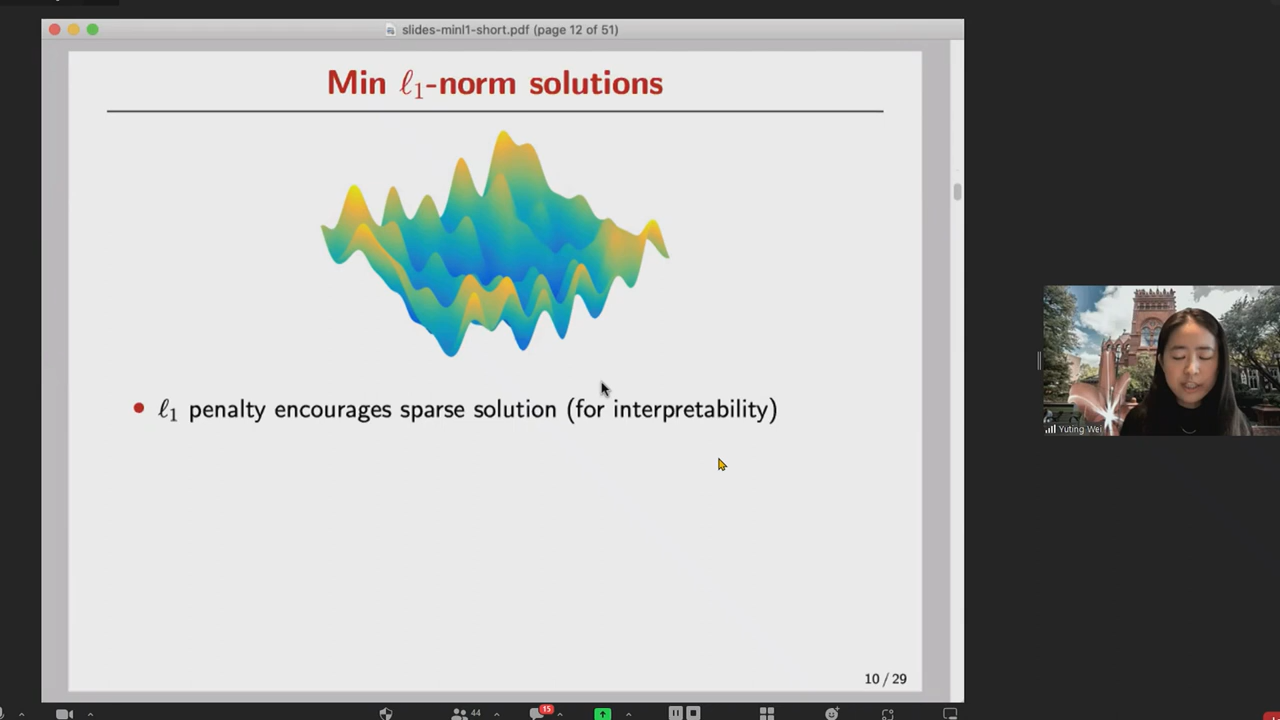 slides-minl1-short.pdf (page 12 of 51)
Min ℓ₁-norm solutions
• ℓ₁ penalty encourages sparse solution (for interpretability)
10 / 29
Yuting Wei
44
15